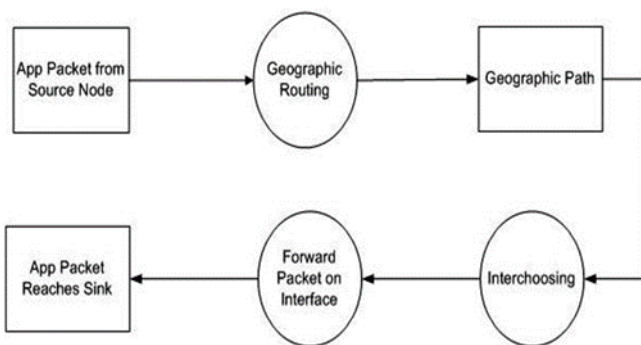 App Packet from
Source Node
Geographic
Routing
Geographic Path
App Packet
Reaches Sink
Forward
Packet on
Interface
Interchoosing